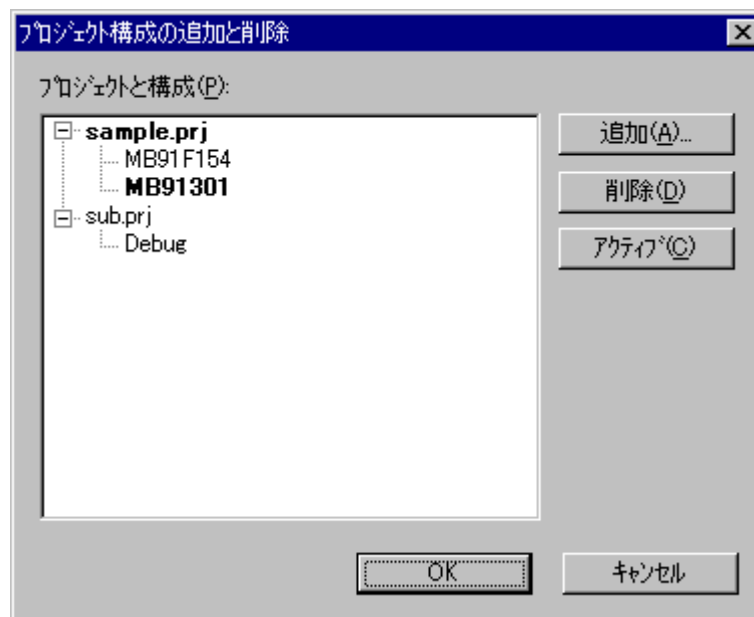 ﾌﾟﾛｼﾞｪｸﾄ構成の追加と削除
ﾌﾟﾛｼﾞｪｸﾄと構成(P):
sample.prj
MB91F154
MB91301
sub.prj
Debug
追加(A)...
削除(D)
ｱｸﾃｨﾌﾞ(C)
OK
ｷｬﾝｾﾙ